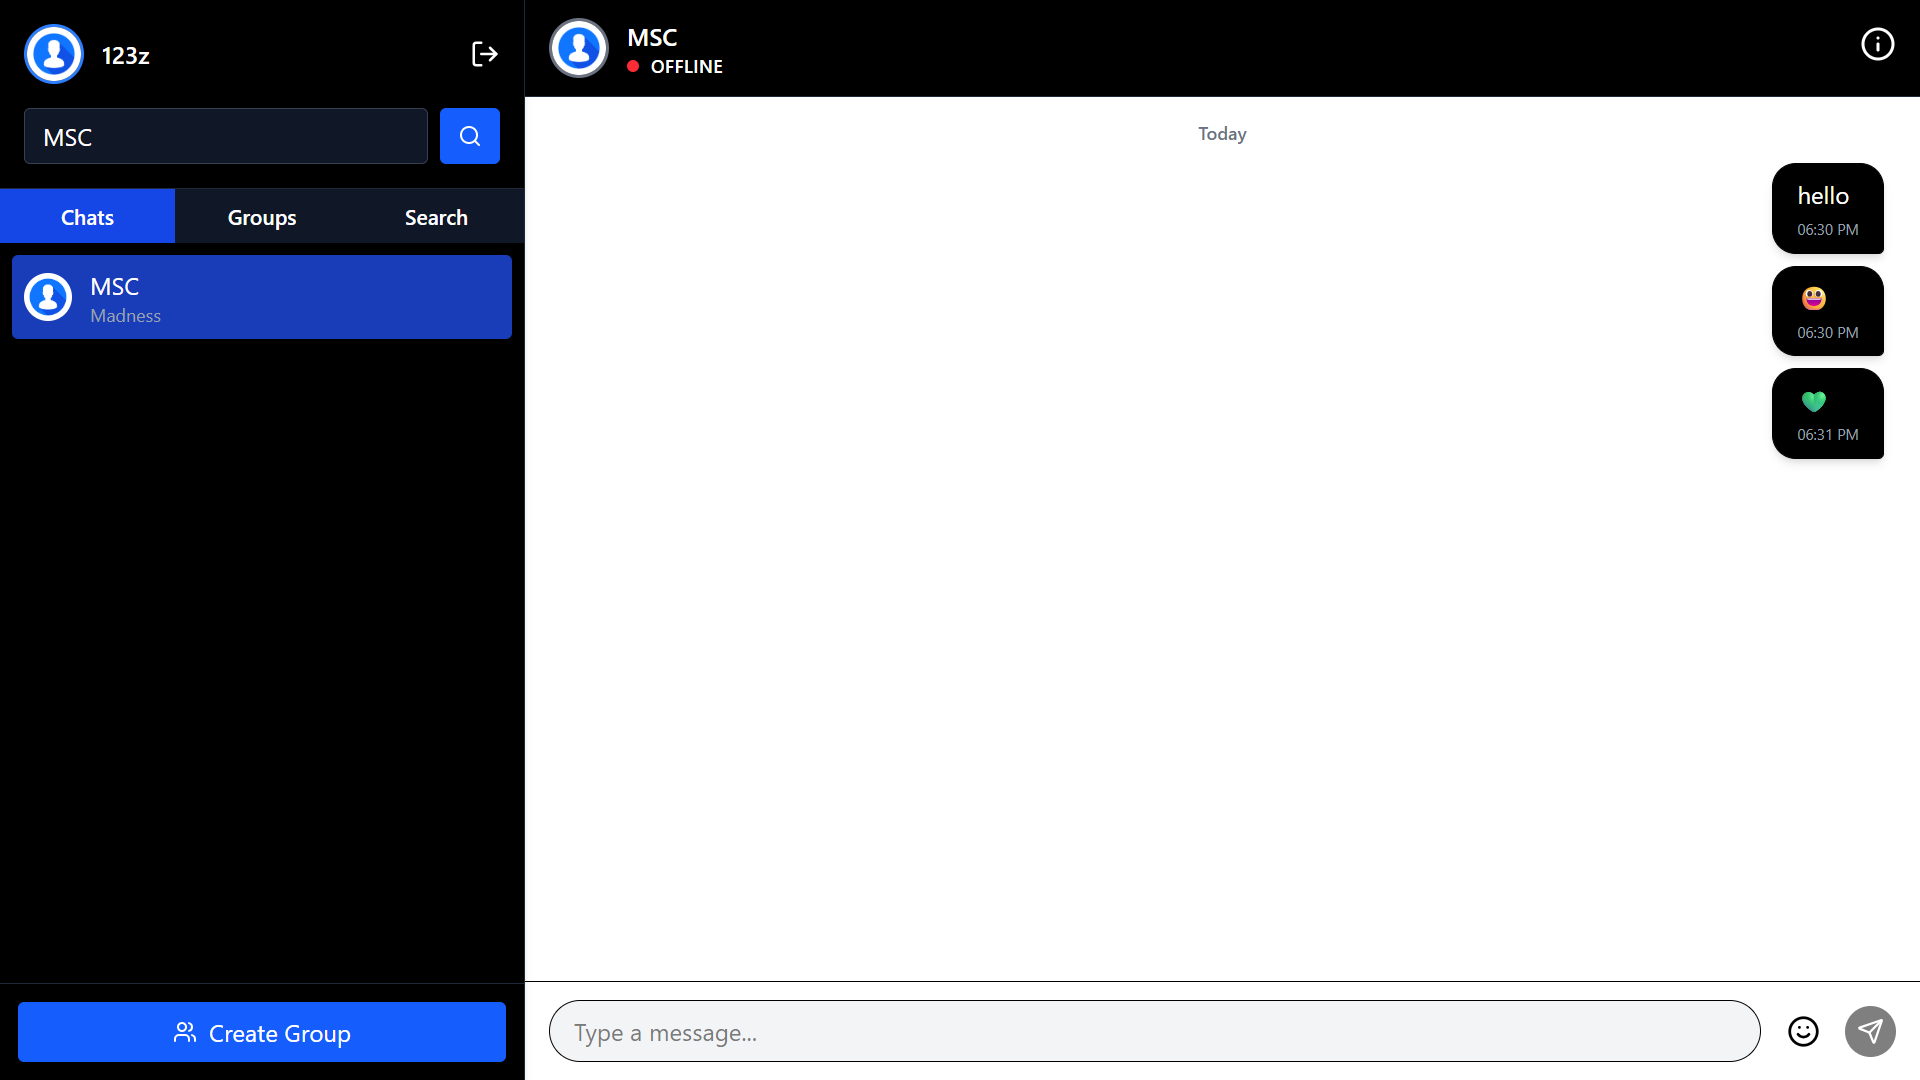 123z
MSC
Chats
Groups
Search
MSC
Madness
Create Group
MSC
OFFLINE
Today
hello
06:30 PM
😃
06:30 PM
💚
06:31 PM
Type a message...